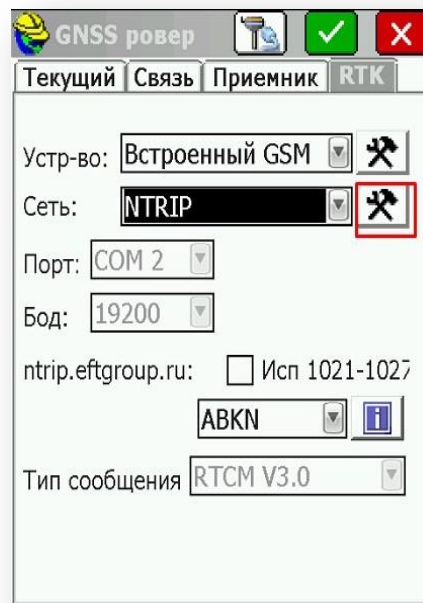 GNSS ровер
Текущий Связь Приемник RTK
Устр-во: Встроенный GSM
Сеть: NTRIP
Порт: COM 2
Бод: 19200
ntrip.eftgroup.ru: Исп 1021-1027
ABKN
Тип сообщения RTCM V3.0